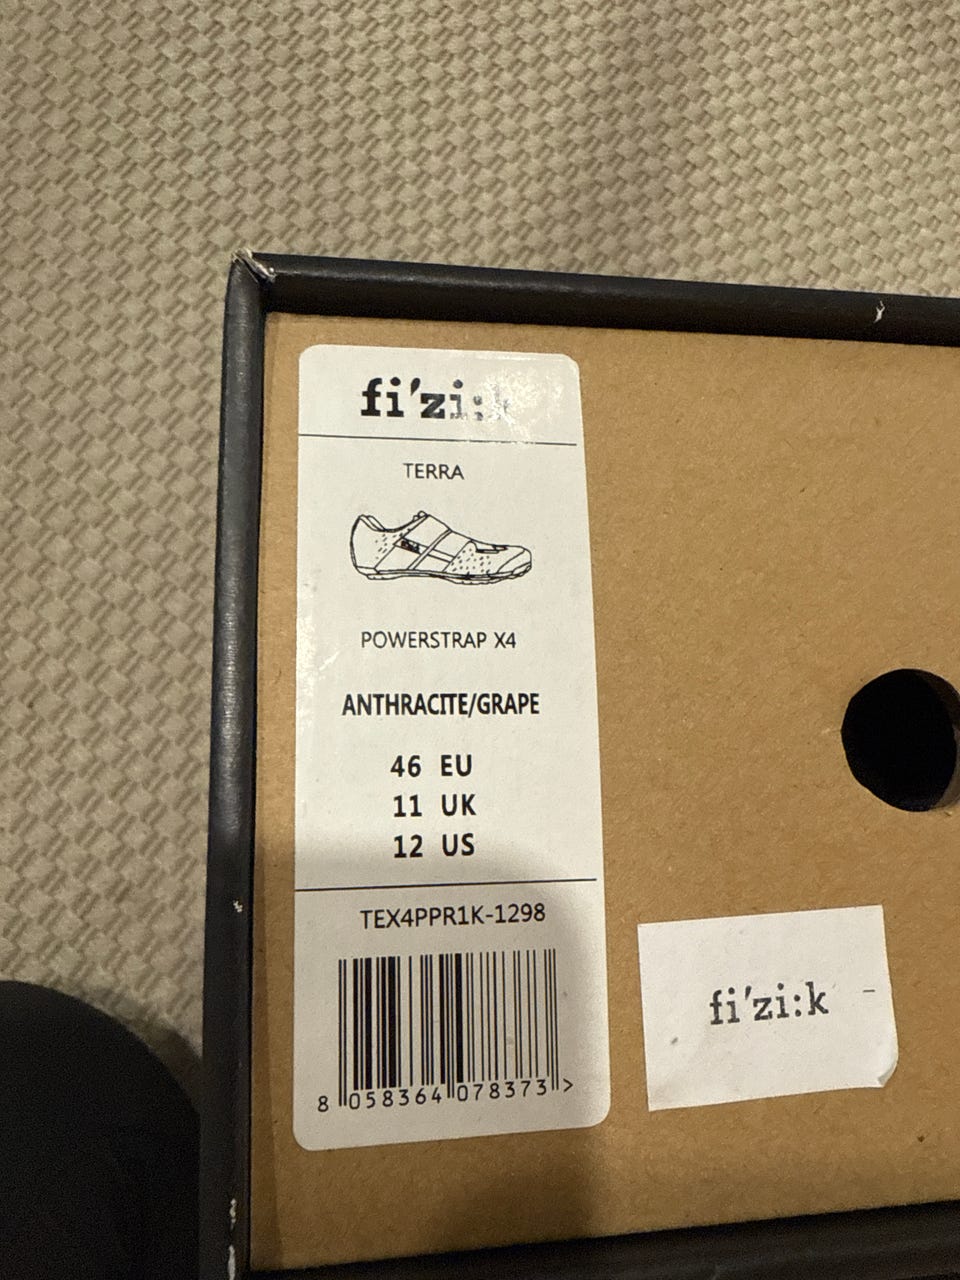 fi'zi:k
TERRA
POWERSTRAP X4
ANTHRACITE/GRAPE
46 EU
11 UK
12 US
TEX4PPR1K-1298
8 058364 078373 >
fi'zi:k